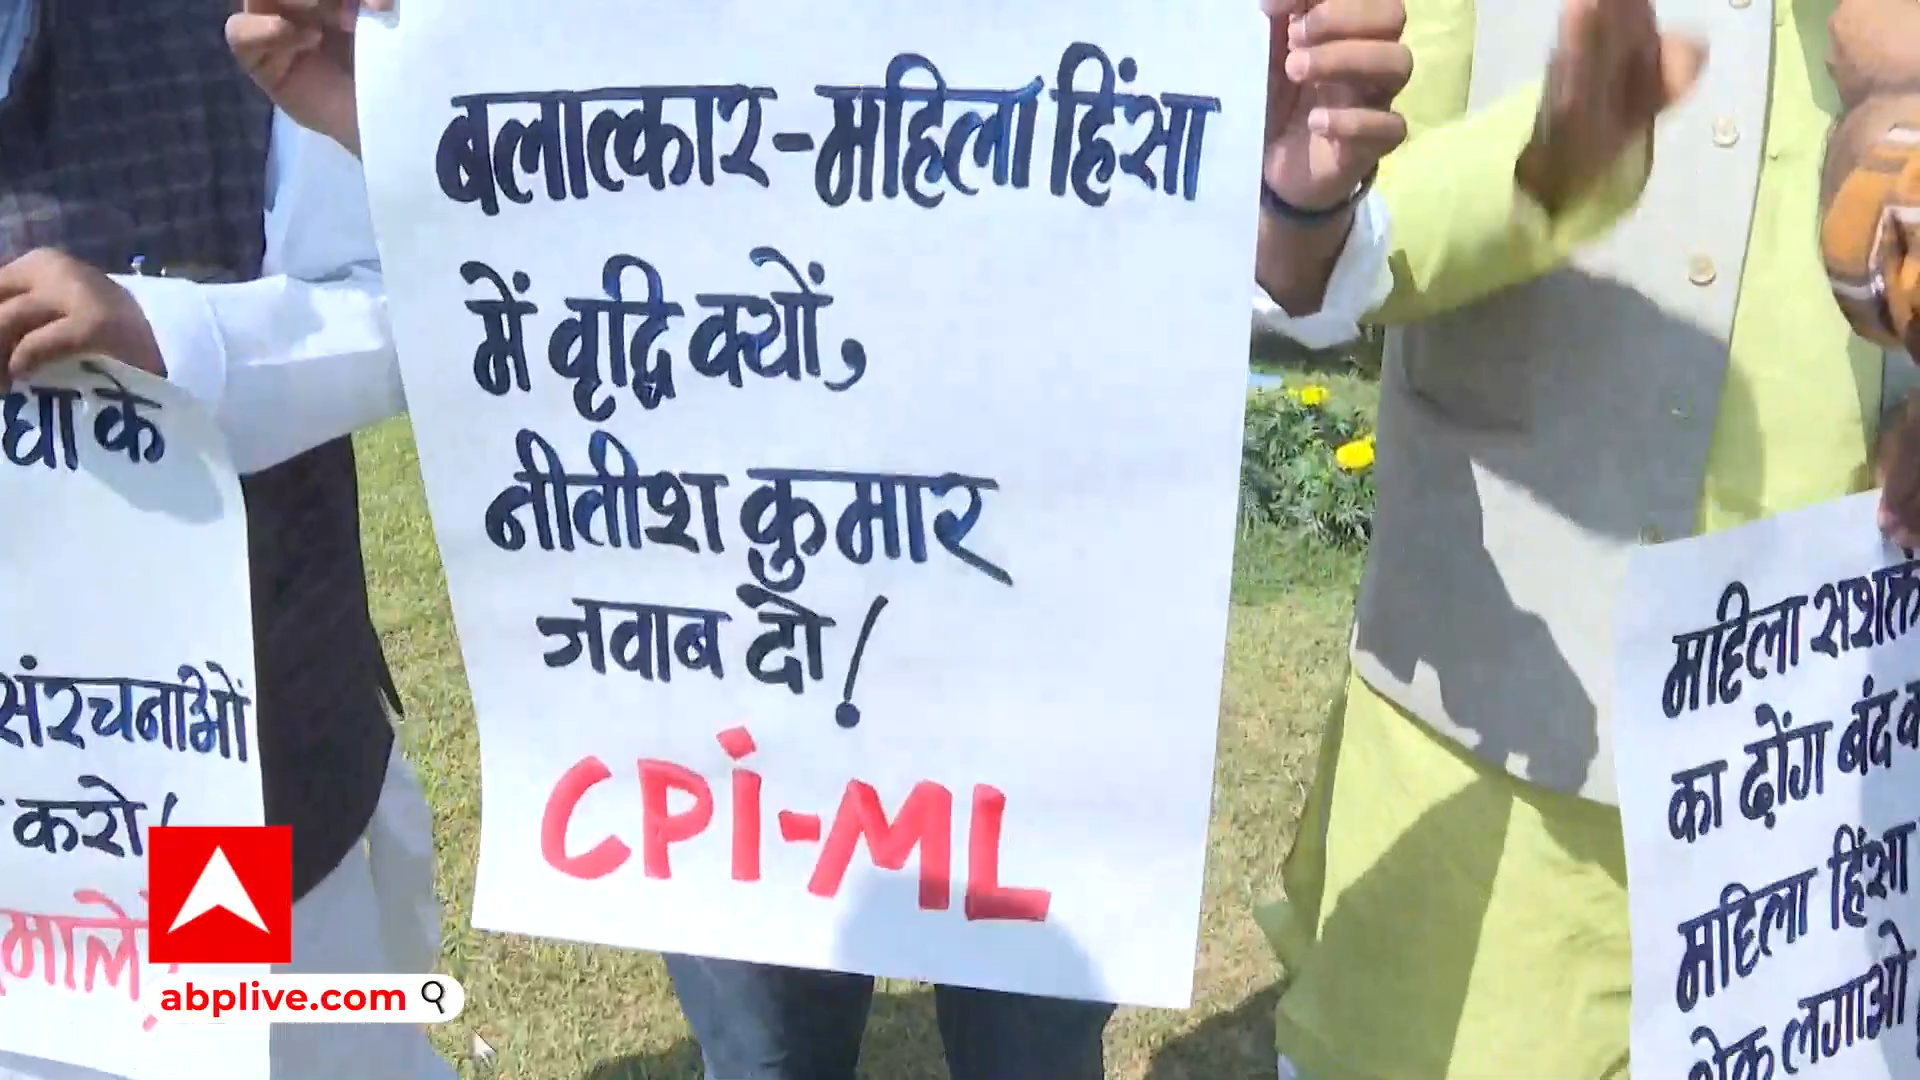 बलात्कार-महिला हिंसा
में वृद्धि क्यों,
नीतीश कुमार
जवाब दो!
CPI-ML
के
संरचनाओं
करो!
माले
महिला सशक्त
का ढ़ोंग बंद
महिला हिंसा
रोक लगाओ
abplive.com